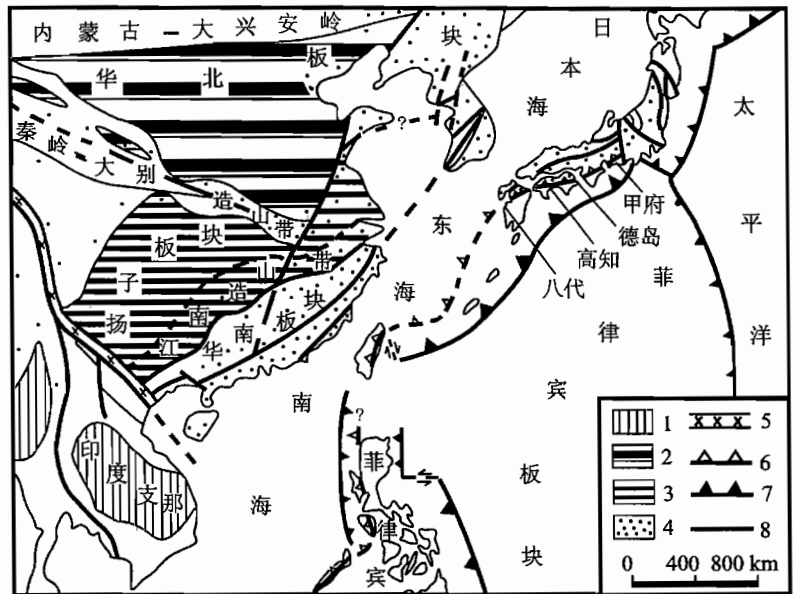 内蒙古-大兴安岭
华北板块
秦岭大别造山带
扬子板块
江南造山带
华南板块
日本海
东海
南海
太平洋
菲律宾板块
甲府
德岛
高知
八代
印度支那
菲律宾
?
?
1
2
3
4
5
6
7
8
0 400 800 km